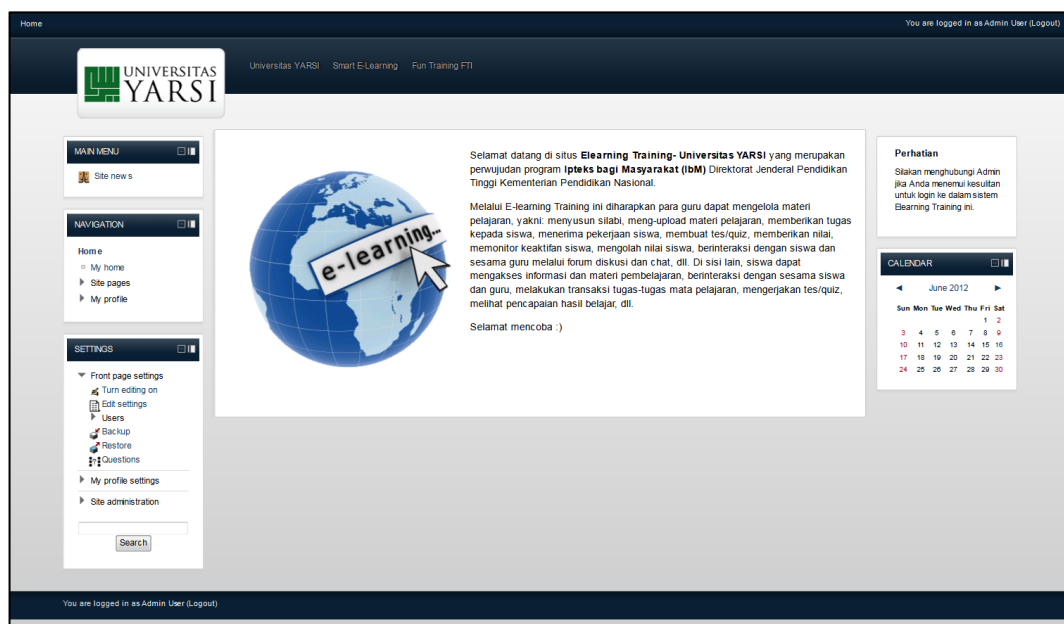 Home
You are logged in as Admin User (Logout)
UNIVERSITAS
YARSI
Universitas YARSI Smart E-Learning Fun Training FTI
MAIN MENU
Site news
NAVIGATION
Home
My home
Site pages
My profile
SETTINGS
Front page settings
Turn editing on
Edit settings
Users
Backup
Restore
Questions
My profile settings
Site administration
Search
e-learning...
Selamat datang di situs Elearning Training- Universitas YARSI yang merupakan
perwujudan program Ipteks bagi Masyarakat (IbM) Direktorat Jenderal Pendidikan
Tinggi Kementerian Pendidikan Nasional.
Melalui E-learning Training ini diharapkan para guru dapat mengelola materi
pelajaran, yakni: menyusun silabi, meng-upload materi pelajaran, memberikan tugas
kepada siswa, menerima pekerjaan siswa, membuat tes/quiz, memberikan nilai,
memonitor keaktifan siswa, mengolah nilai siswa, berinteraksi dengan siswa dan
sesama guru melalui forum diskusi dan chat, dll. Di sisi lain, siswa dapat
mengakses informasi dan materi pembelajaran, berinteraksi dengan sesama siswa
dan guru, melakukan transaksi tugas-tugas mata pelajaran, mengerjakan tes/quiz,
melihat pencapaian hasil belajar, dll.
Selamat mencoba :)
Perhatian
Silakan menghubungi Admin
jika Anda menemui kesulitan
untuk login ke dalam sistem
Elearning Training ini.
CALENDAR
◄ June 2012 ►
Sun Mon Tue Wed Thu Fri Sat
1 2
3 4 5 6 7 8 9
10 11 12 13 14 15 16
17 18 19 20 21 22 23
24 25 26 27 28 29 30
You are logged in as Admin User (Logout)